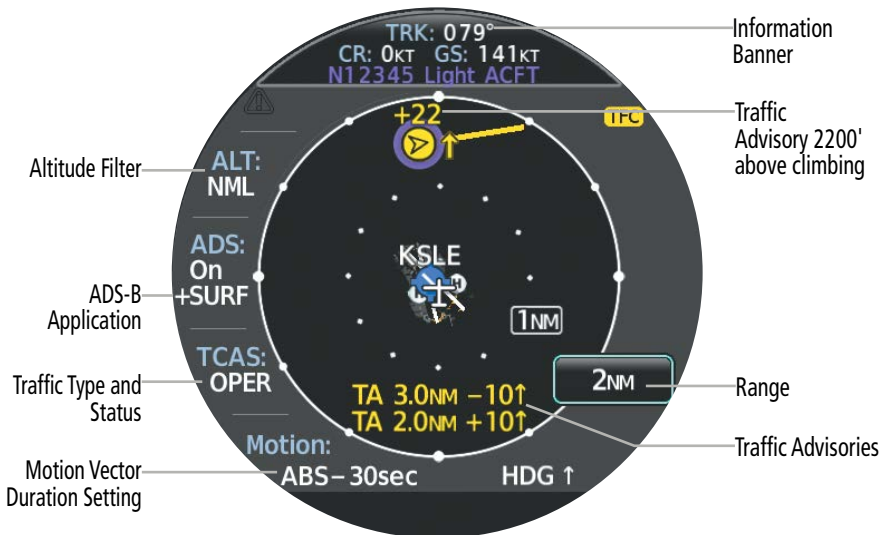 TRK: 079°
CR: 0KT GS: 141KT
N12345 Light ACFT
Information
Banner
+22
TFC
Traffic
Advisory 2200'
above climbing
Altitude Filter
ALT:
NML
KSLE
ADS:
On
+SURF
ADS-B
Application
H
H
1NM
TCAS:
OPER
Traffic Type and
Status
2NM
Range
TA 3.0NM −10↑
TA 2.0NM +10↑
Traffic Advisories
Motion:
ABS−30sec
HDG ↑
Motion Vector
Duration Setting